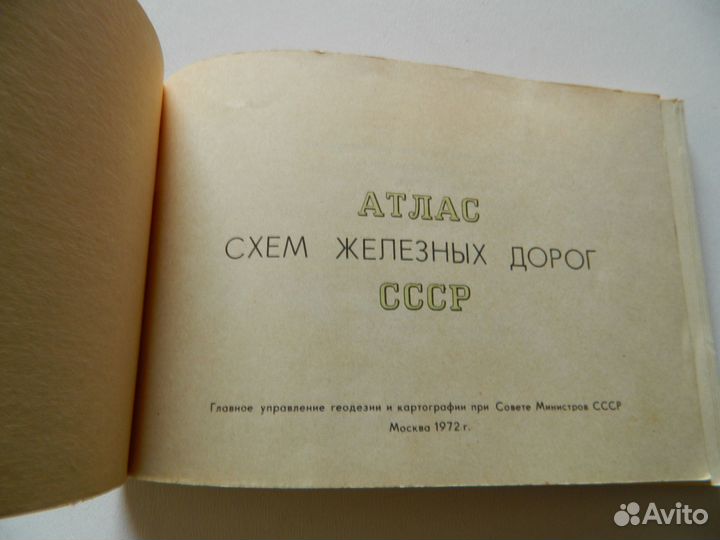 АТЛАС
СХЕМ ЖЕЛЕЗНЫХ ДОРОГ
СССР
Главное управление геодезии и картографии при Совете Министров СССР
Москва 1972 г.
Avito